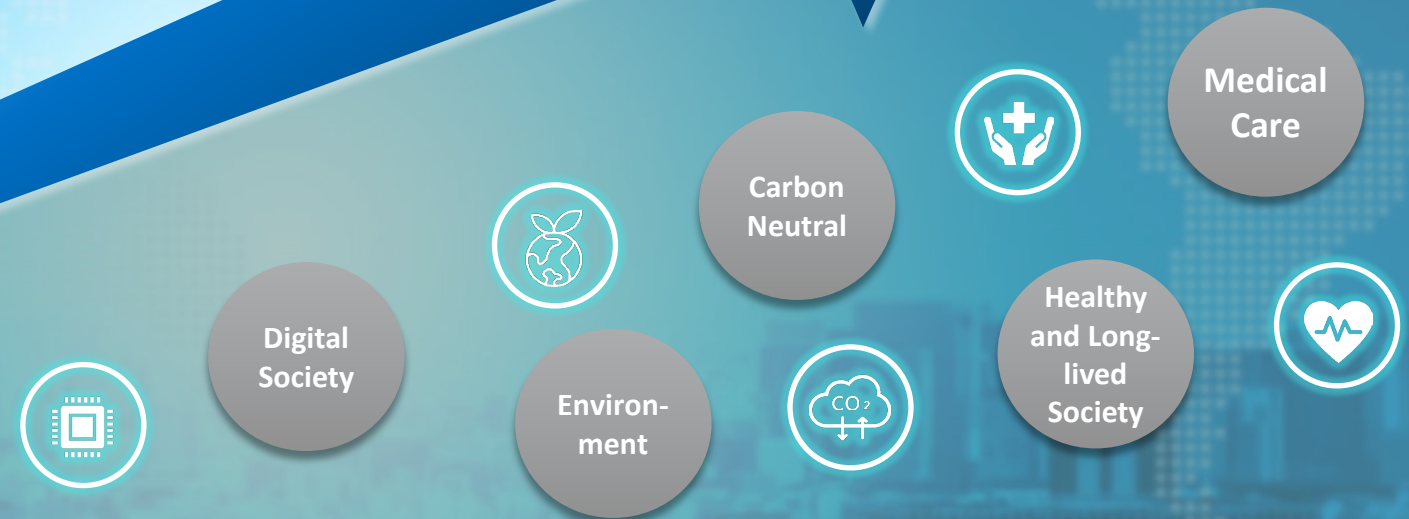 Medical
Care
Carbon
Neutral
Digital
Society
Environ-
ment
CO2
Healthy
and Long-
lived
Society